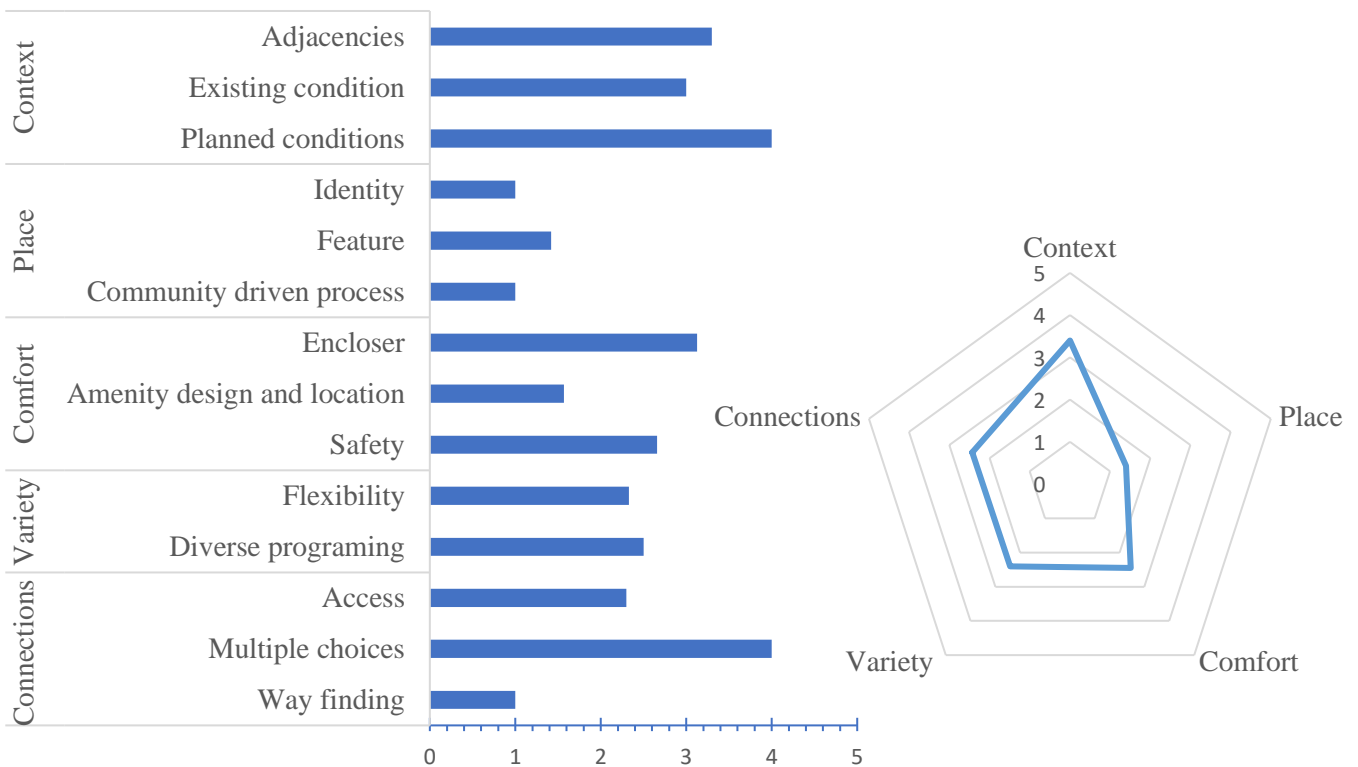 Context
Adjacencies
Existing condition
Planned conditions
Place
Identity
Feature
Community driven process
Comfort
Encloser
Amenity design and location
Safety
Variety
Flexibility
Diverse programing
Connections
Access
Multiple choices
Way finding
0 1 2 3 4 5
Context
5
4
3
2
1
0
Connections
Place
Variety
Comfort